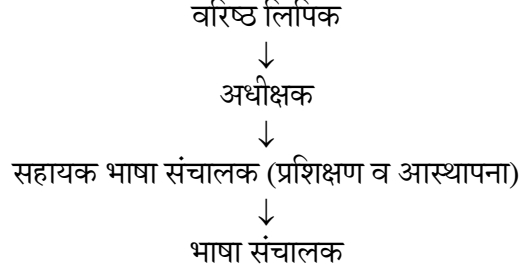 वरिष्ठ लिपिक
↓
अधीक्षक
↓
सहायक भाषा संचालक (प्रशिक्षण व आस्थापना)
↓
भाषा संचालक